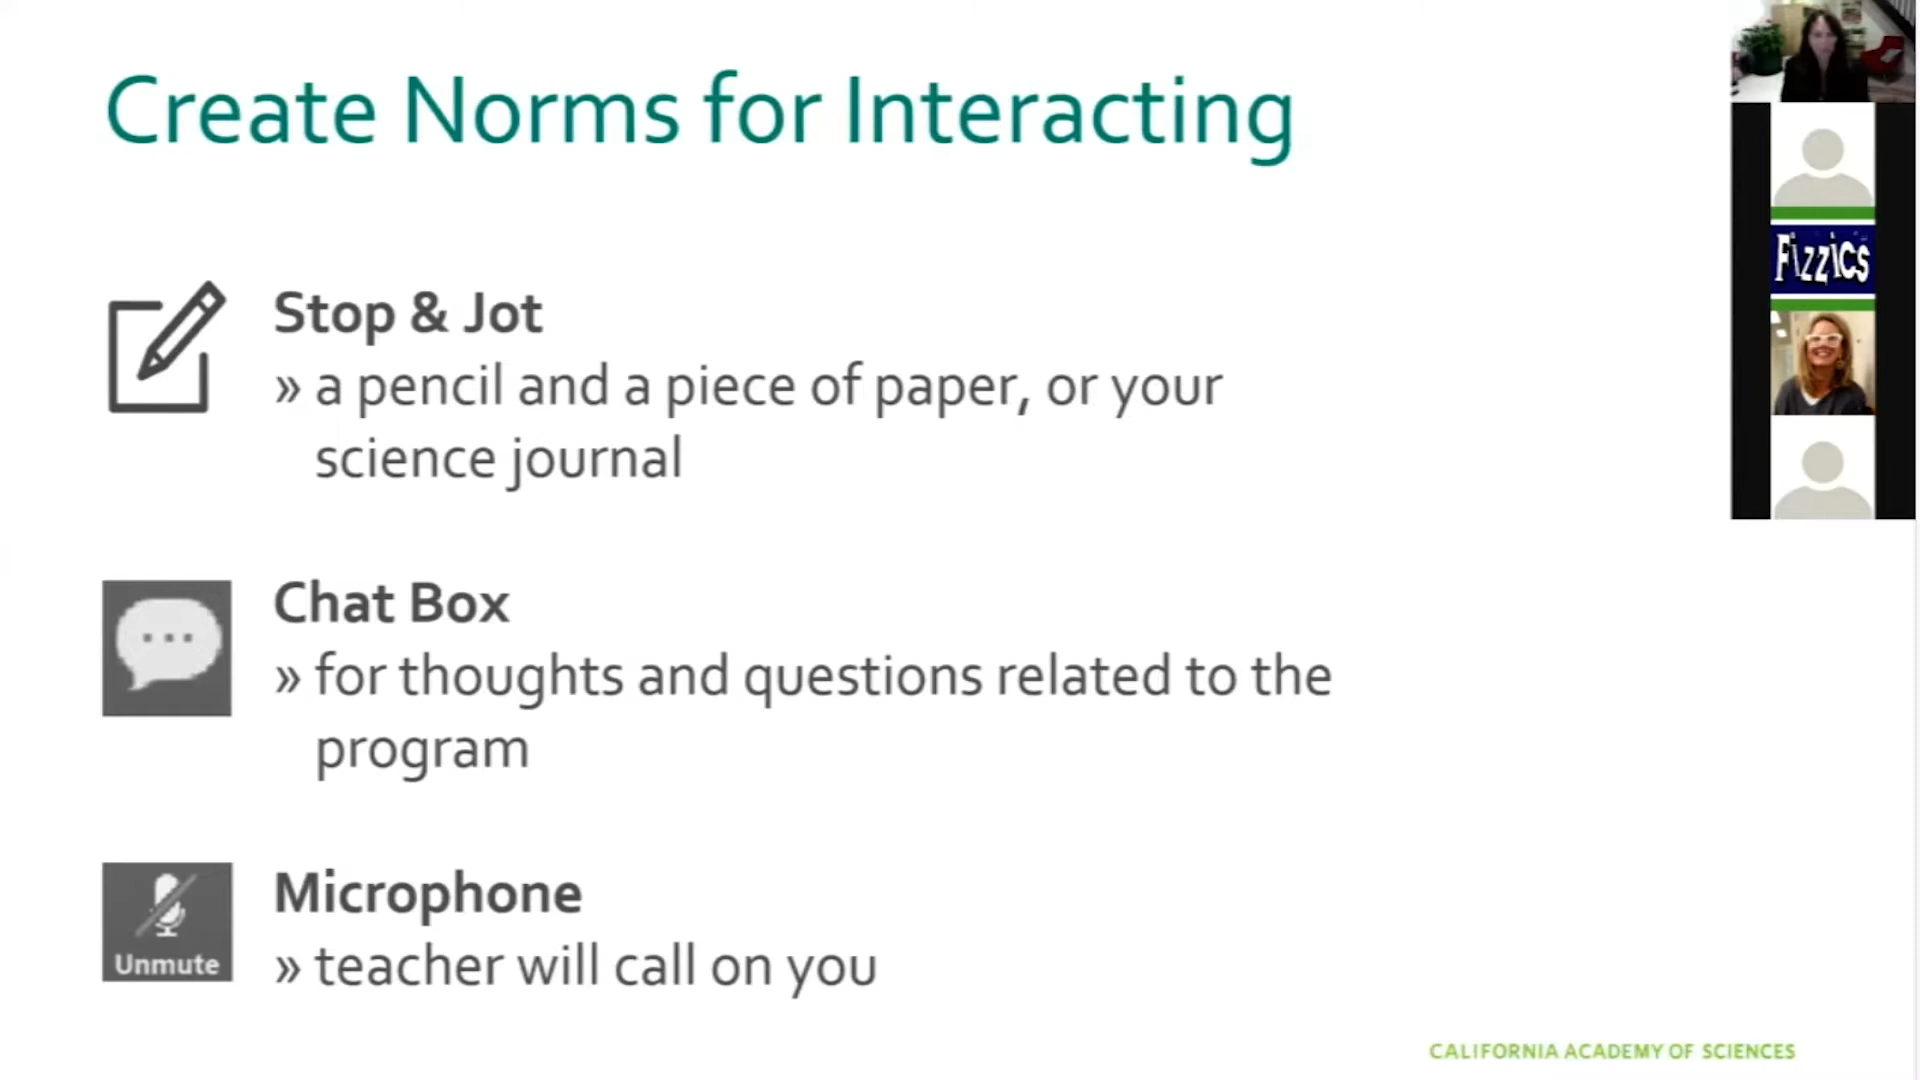 Create Norms for Interacting
Stop & Jot
» a pencil and a piece of paper, or your
science journal
Chat Box
» for thoughts and questions related to the
program
Microphone
» teacher will call on you
Unmute
Fizzics
CALIFORNIA ACADEMY OF SCIENCES